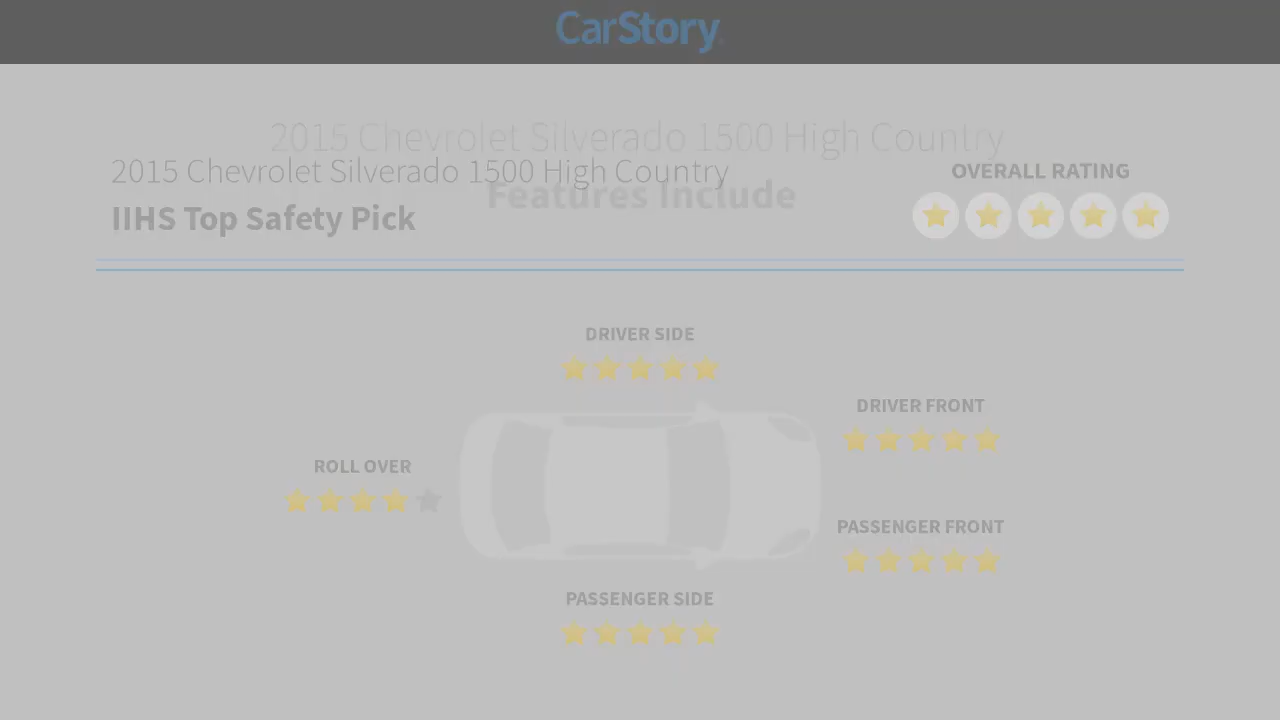 CarStory
2015 Chevrolet Silverado 1500 High Country
Features Include
2015 Chevrolet Silverado 1500 High Country
IIHS Top Safety Pick
OVERALL RATING
DRIVER SIDE
DRIVER FRONT
ROLL OVER
PASSENGER FRONT
PASSENGER SIDE